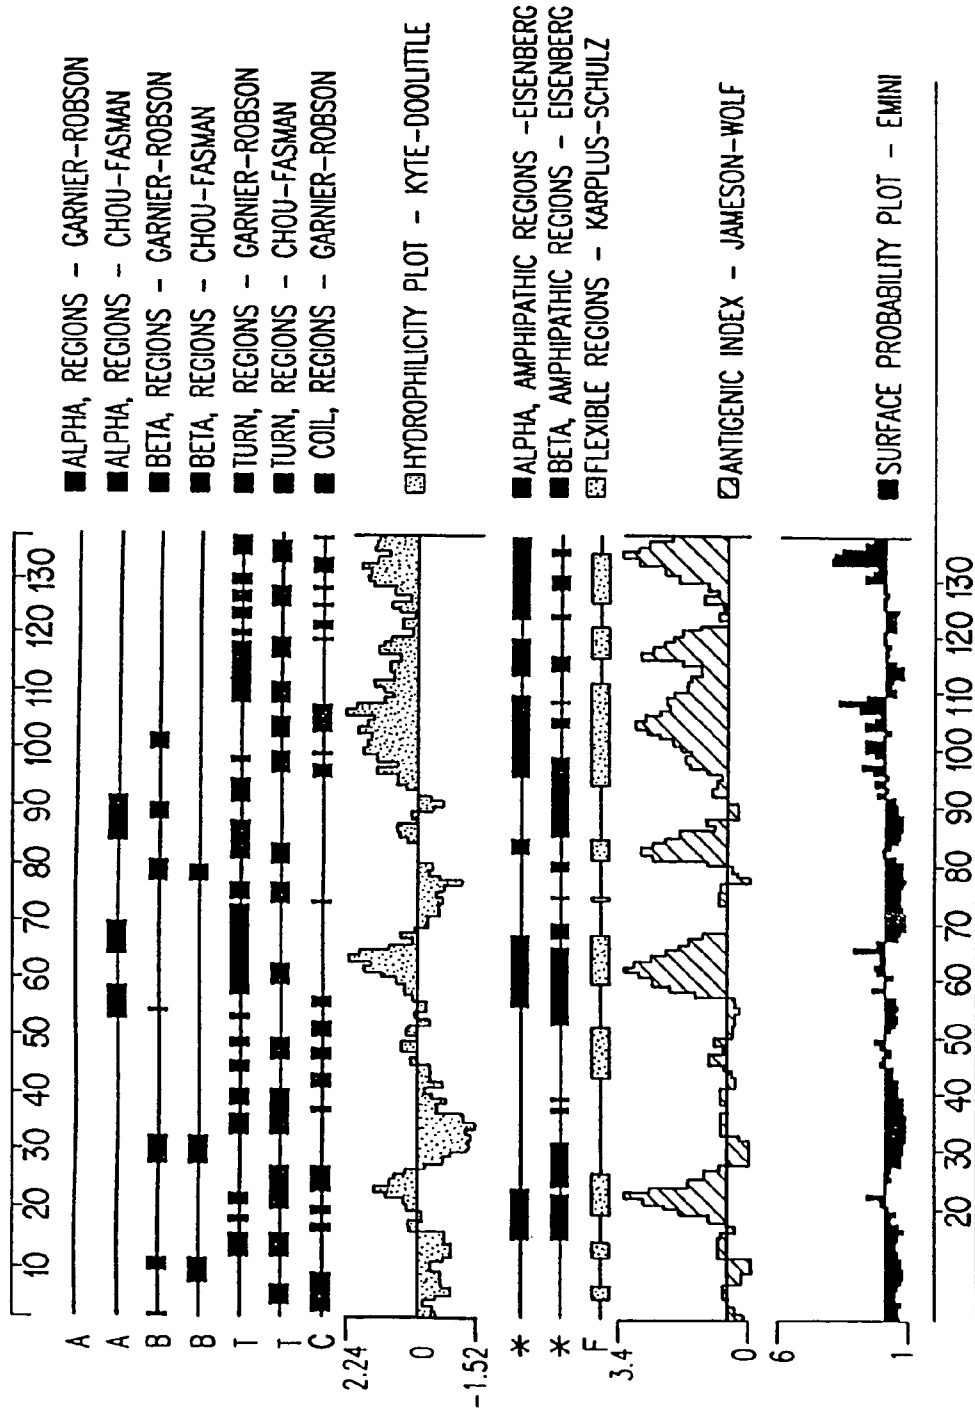 10 20 30 40 50 60 70 80 90 100 110 120 130
A ALPHA, REGIONS - GARNIER-ROBSON
A ALPHA, REGIONS - CHOU-FASMAN
B BETA, REGIONS - GARNIER-ROBSON
B BETA, REGIONS - CHOU-FASMAN
T TURN, REGIONS - GARNIER-ROBSON
T TURN, REGIONS - CHOU-FASMAN
C COIL, REGIONS - GARNIER-ROBSON
2.24
0 HYDROPHILICITY PLOT - KYTE-DOOLITTLE
-1.52
* ALPHA, AMPHIPATHIC REGIONS -EISENBERG
* BETA, AMPHIPATHIC REGIONS - EISENBERG
F FLEXIBLE REGIONS - KARPLUS-SCHULZ
3.4
ANTIGENIC INDEX - JAMESON-WOLF
0
6
SURFACE PROBABILITY PLOT - EMINI
1
20 30 40 50 60 70 80 90 100 110 120 130